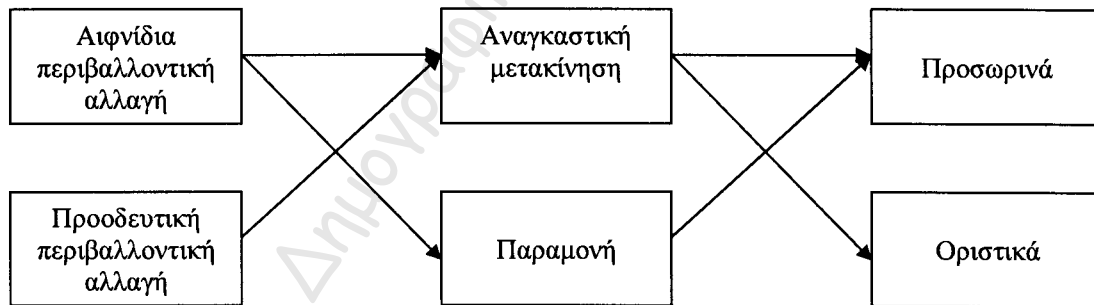 Αιφνίδια
περιβαλλοντική
αλλαγή
Αναγκαστική
μετακίνηση
Προσωρινά
Προοδευτική
περιβαλλοντική
αλλαγή
Παραμονή
Οριστικά